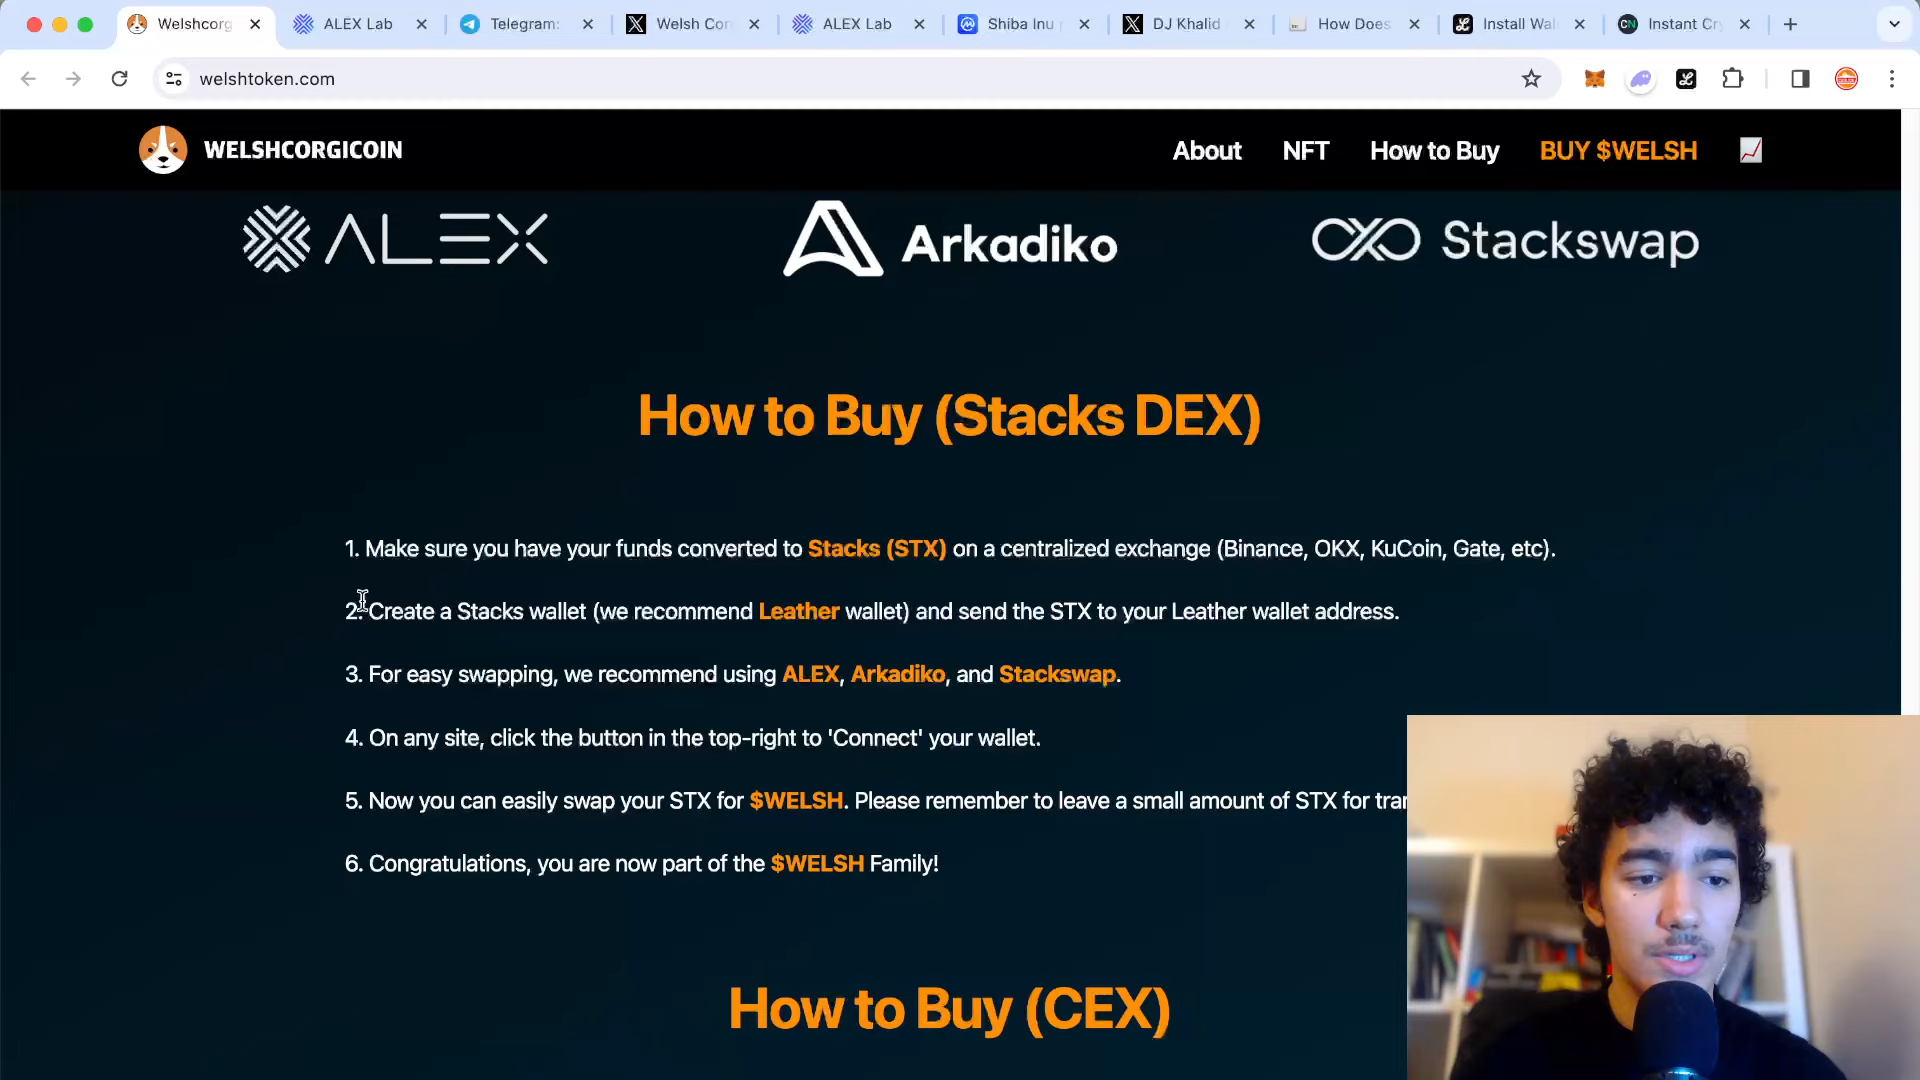 Welshcorg
ALEX Lab
Telegram:
Welsh Cor
ALEX Lab
Shiba Inu
DJ Khalid
How Does
Install Wal
Instant Cry
welshtoken.com
WELSHCORGICOIN
About
NFT
How to Buy
BUY $WELSH
ALEX
Arkadiko
Stackswap
How to Buy (Stacks DEX)
1. Make sure you have your funds converted to Stacks (STX) on a centralized exchange (Binance, OKX, KuCoin, Gate, etc).
2. Create a Stacks wallet (we recommend Leather wallet) and send the STX to your Leather wallet address.
3. For easy swapping, we recommend using ALEX, Arkadiko, and Stackswap.
4. On any site, click the button in the top-right to 'Connect' your wallet.
5. Now you can easily swap your STX for $WELSH. Please remember to leave a small amount of STX for tra
6. Congratulations, you are now part of the $WELSH Family!
How to Buy (CEX)